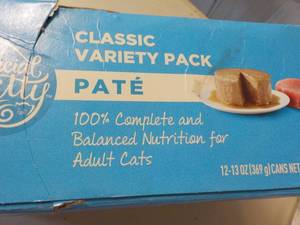 CLASSIC
VARIETY PACK
PATÉ
100% Complete and
Balanced Nutrition for
Adult Cats
12-13 OZ (369 g) CANS NET